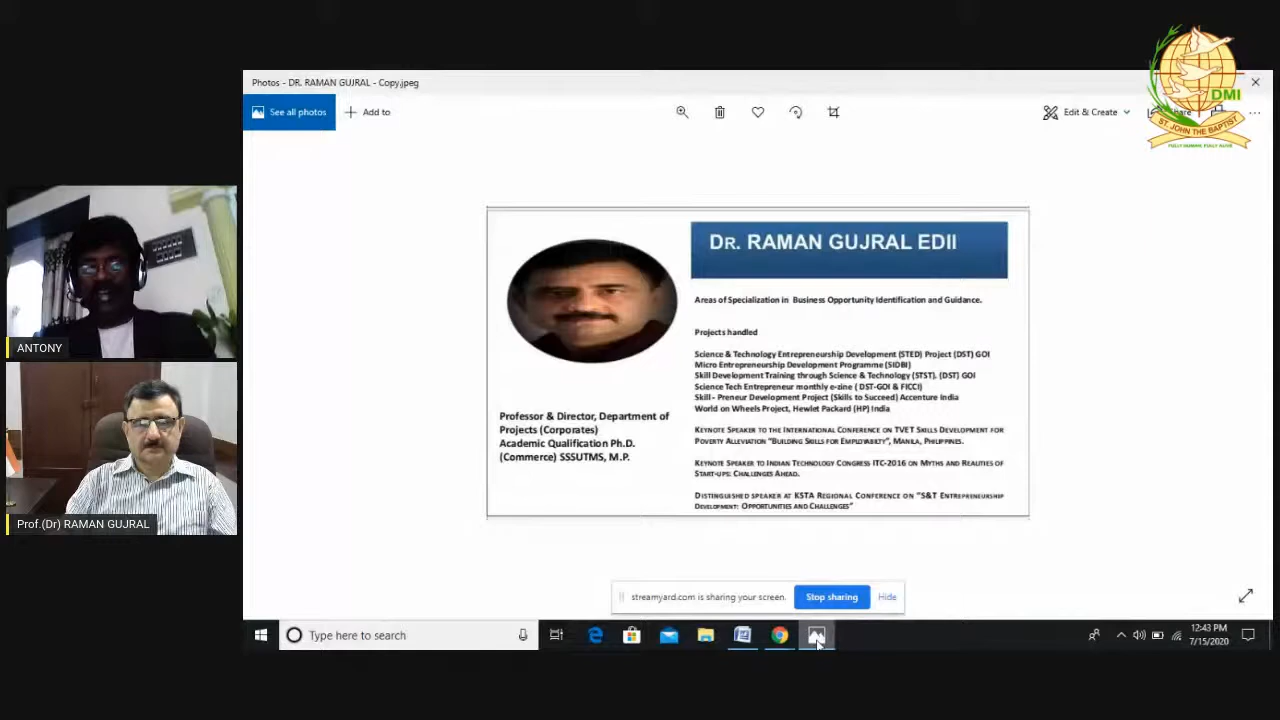 Photos - DR. RAMAN GUJRAL - Copy.jpeg
See all photos
Add to
Edit & Create
DMI
ST. JOHN THE BAPTIST
FULLY HUMAN, FULLY ALIVE
DR. RAMAN GUJRAL EDII
Areas of Specialization in Business Opportunity Identification and Guidance.
Projects handled
Science & Technology Entrepreneurship Development (STED) Project (DST) GOI
Micro Entrepreneurship Development Programme (SIDBI)
Skill Development Training through Science & Technology (STST), (DST) GOI
Science Tech Entrepreneur monthly e-zine ( DST-GOI & FICCI)
Skill - Preneur Development Project (Skills to Succeed) Accenture India
World on Wheels Project, Hewlet Packard (HP) India
KEYNOTE SPEAKER TO THE INTERNATIONAL CONFERENCE ON TVET SKILLS DEVELOPMENT FOR
POVERTY ALLEVIATION "BUILDING SKILLS FOR EMPLOYABIETY", MANILA, PHILIPPINES.
KEYNOTE SPEAKER TO INDIAN TECHNOLOGY CONGRESS ITC-2016 ON MYTHS AND REALITIES OF
START-UPS: CHALLENGES AHEAD.
DISTINGUISHED SPEAKER AT KSTA REGIONAL CONFERENCE ON "S&T ENTREPRENEURSHIP
DEVELOPMENT: OPPORTUNITIES AND CHALLENGES"
Professor & Director, Department of
Projects (Corporates)
Academic Qualification Ph.D.
(Commerce) SSSUTMS, M.P.
ANTONY
Prof.(Dr) RAMAN GUJRAL
streamyard.com is sharing your screen.
Stop sharing
Hide
Type here to search
12:43 PM
7/15/2020